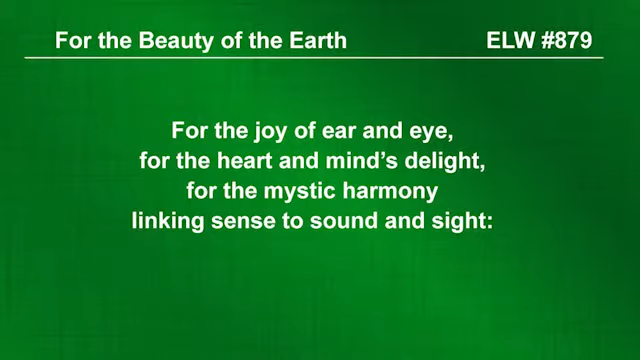 For the Beauty of the Earth ELW #879
For the joy of ear and eye,
for the heart and mind’s delight,
for the mystic harmony
linking sense to sound and sight: